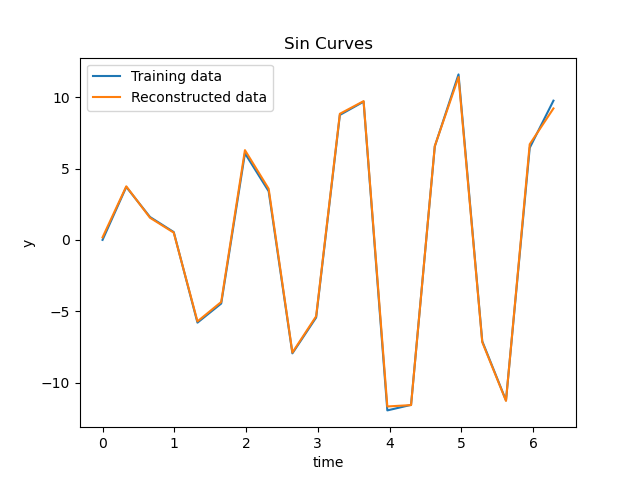 Sin Curves
Training data
Reconstructed data
10
5
0
−5
−10
y
0 1 2 3 4 5 6
time